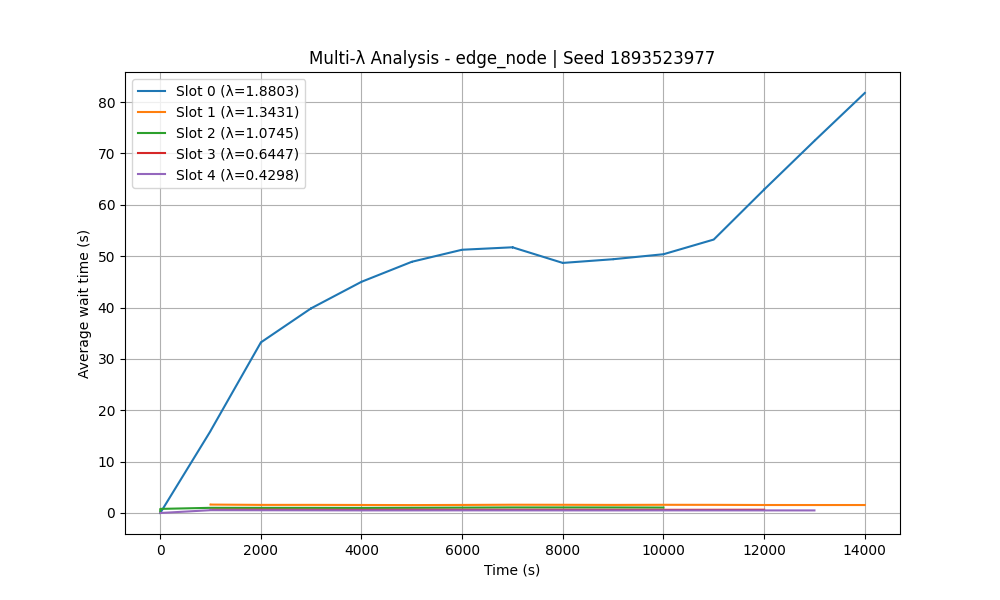 Multi-λ Analysis - edge_node | Seed 1893523977
Slot 0 (λ=1.8803)
Slot 1 (λ=1.3431)
Slot 2 (λ=1.0745)
Slot 3 (λ=0.6447)
Slot 4 (λ=0.4298)
Average wait time (s)
80
70
60
50
40
30
20
10
0
0 2000 4000 6000 8000 10000 12000 14000
Time (s)